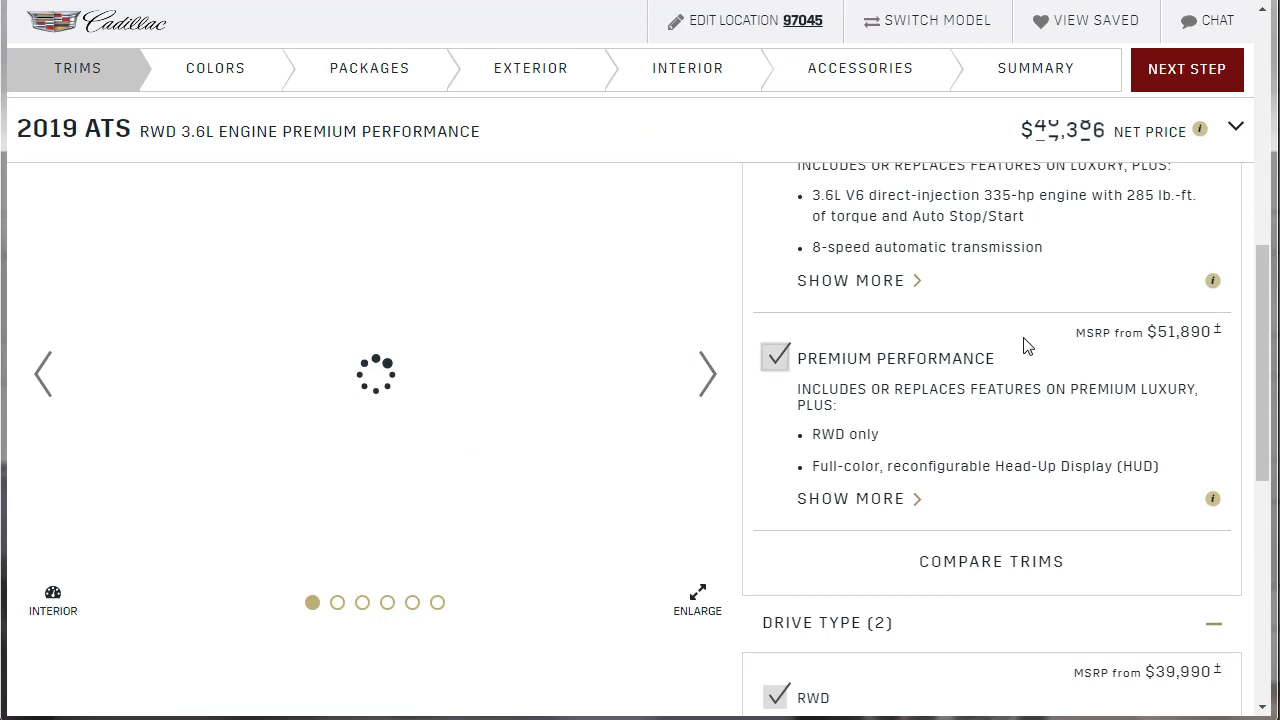 Cadillac
EDIT LOCATION 97045
SWITCH MODEL
VIEW SAVED
CHAT
TRIMS
COLORS
PACKAGES
EXTERIOR
INTERIOR
ACCESSORIES
SUMMARY
NEXT STEP
2019 ATS RWD 3.6L ENGINE PREMIUM PERFORMANCE
NET PRICE i
INCLUDES OR REPLACES FEATURES ON LUXURY, PLUS:
• 3.6L V6 direct-injection 335-hp engine with 285 lb.-ft.
of torque and Auto Stop/Start
• 8-speed automatic transmission
SHOW MORE >
i
MSRP from $51,890±
PREMIUM PERFORMANCE
INCLUDES OR REPLACES FEATURES ON PREMIUM LUXURY,
PLUS:
• RWD only
• Full-color, reconfigurable Head-Up Display (HUD)
SHOW MORE >
i
COMPARE TRIMS
INTERIOR
ENLARGE
DRIVE TYPE (2)
MSRP from $39,990±
RWD